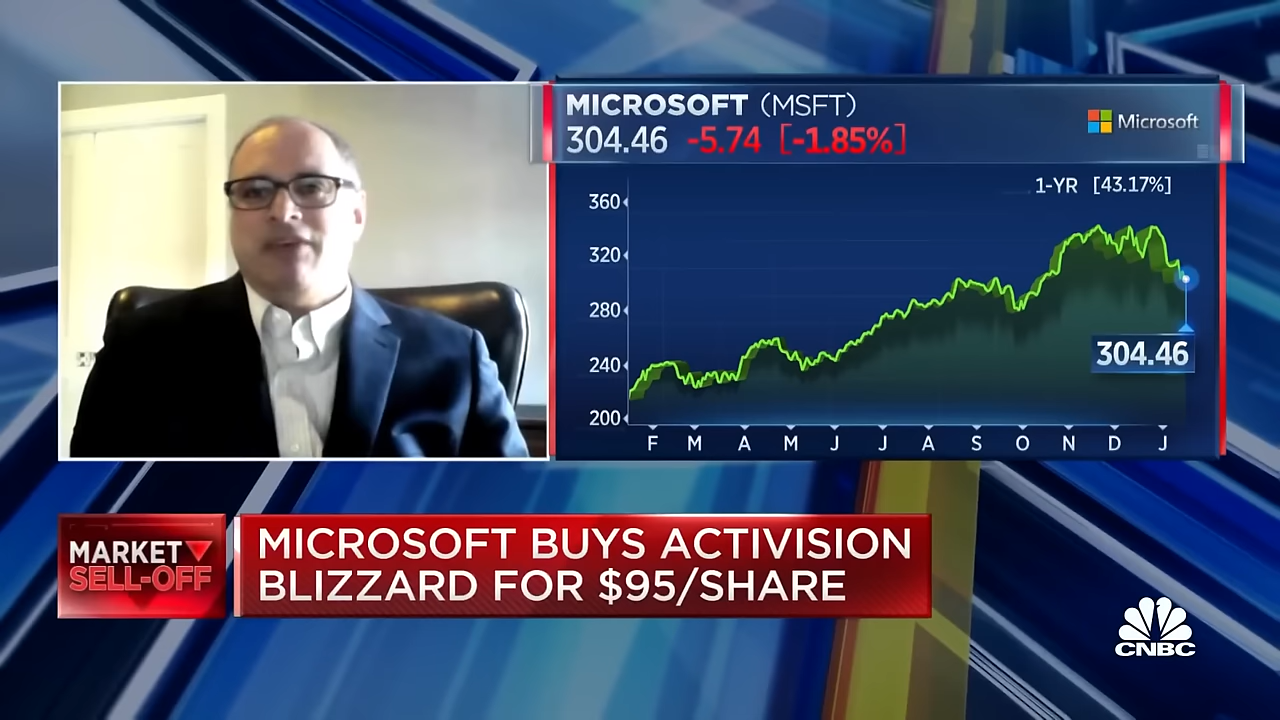 MICROSOFT (MSFT)
304.46 -5.74 [-1.85%]
Microsoft
1-YR [43.17%]
360
320
280
240
200
304.46
F M A M J J A S O N D J
MARKET
SELL-OFF
MICROSOFT BUYS ACTIVISION
BLIZZARD FOR $95/SHARE
CNBC